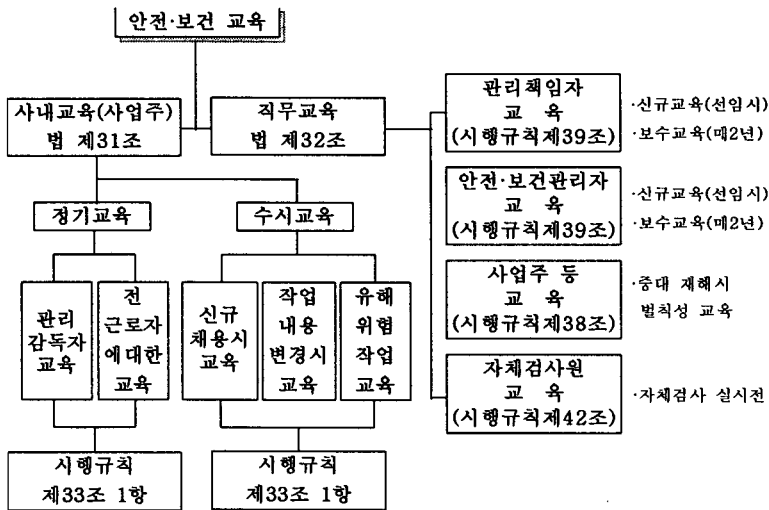 안전·보건 교육
사내교육(사업주)
법 제31조
직무교육
법 제32조
관리책임자
교 육
(시행규칙제39조)
·신규교육(선임시)
·보수교육(매2년)
안전·보건관리자
교 육
(시행규칙제39조)
·신규교육(선임시)
·보수교육(매2년)
사업주 등
교 육
(시행규칙제38조)
·중대 재해시
벌칙성 교육
자체검사원
교 육
(시행규칙제42조)
·자체검사 실시전
정기교육
수시교육
관리
감독자
교육
전
근로자
에대한
교육
신규
채용시
교육
작업
내용
변경시
교육
유해
위험
작업
교육
시행규칙
제33조 1항
시행규칙
제33조 1항